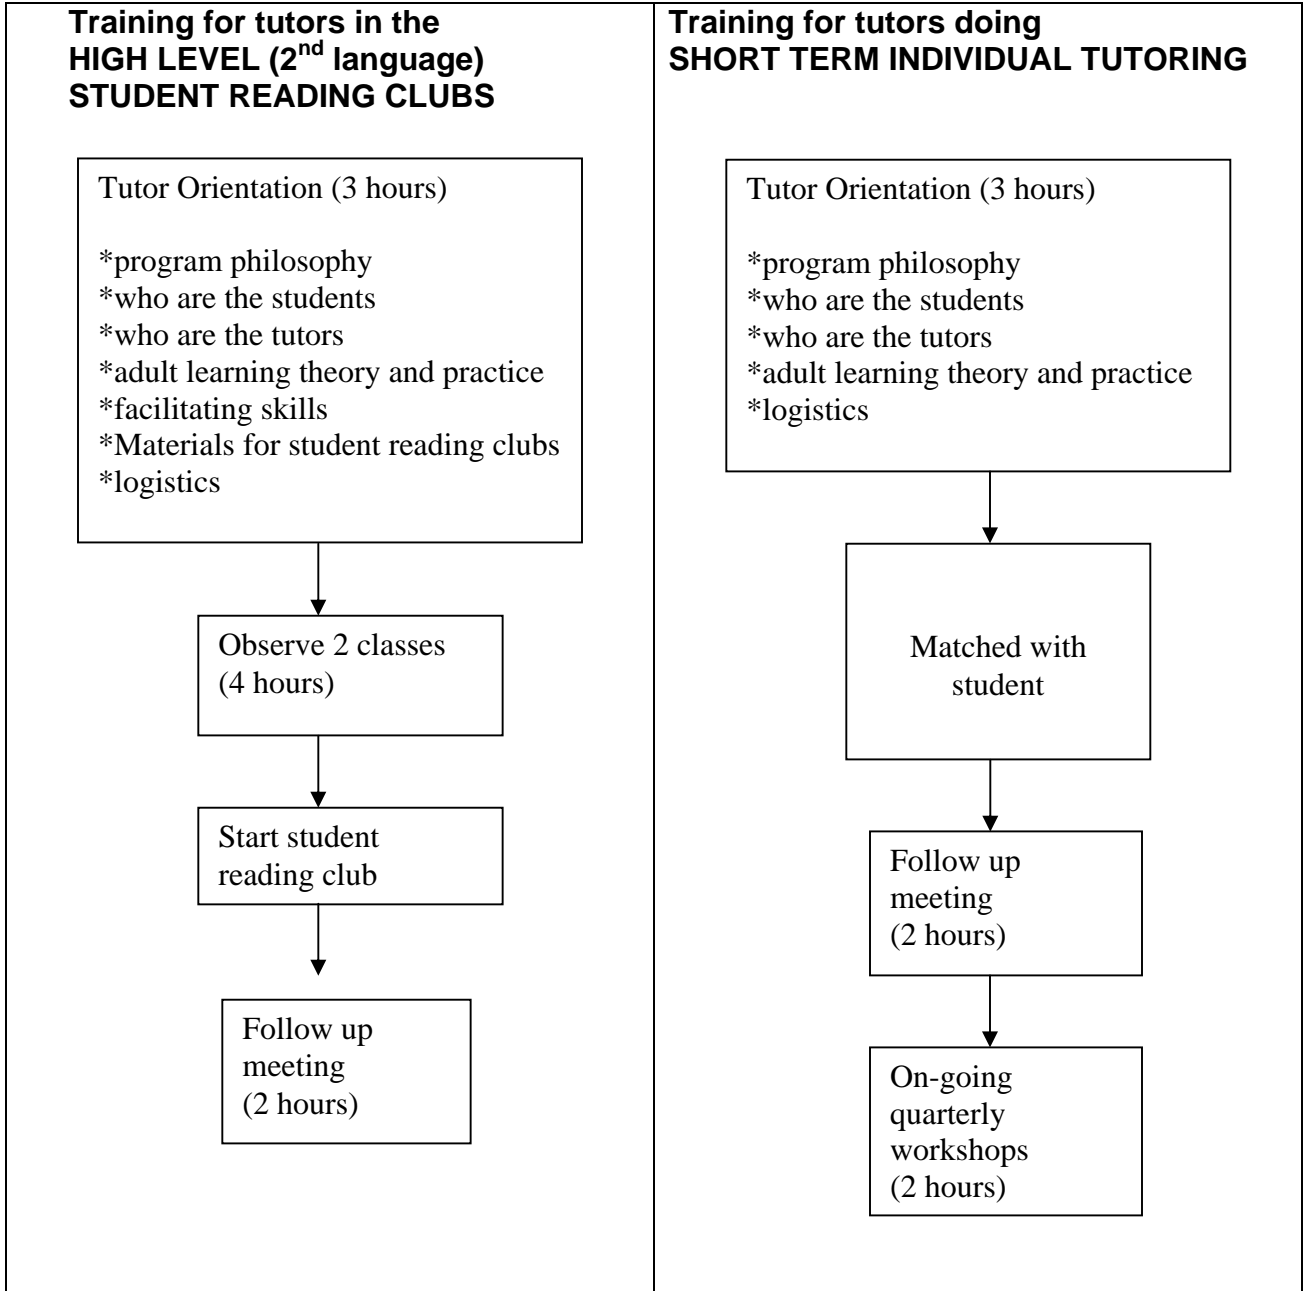 Training for tutors in the
HIGH LEVEL (2nd language)
STUDENT READING CLUBS
Tutor Orientation (3 hours)
*program philosophy
*who are the students
*who are the tutors
*adult learning theory and practice
*facilitating skills
*Materials for student reading clubs
*logistics
Observe 2 classes
(4 hours)
Start student
reading club
Follow up
meeting
(2 hours)
Training for tutors doing
SHORT TERM INDIVIDUAL TUTORING
Tutor Orientation (3 hours)
*program philosophy
*who are the students
*who are the tutors
*adult learning theory and practice
*logistics
Matched with
student
Follow up
meeting
(2 hours)
On-going
quarterly
workshops
(2 hours)